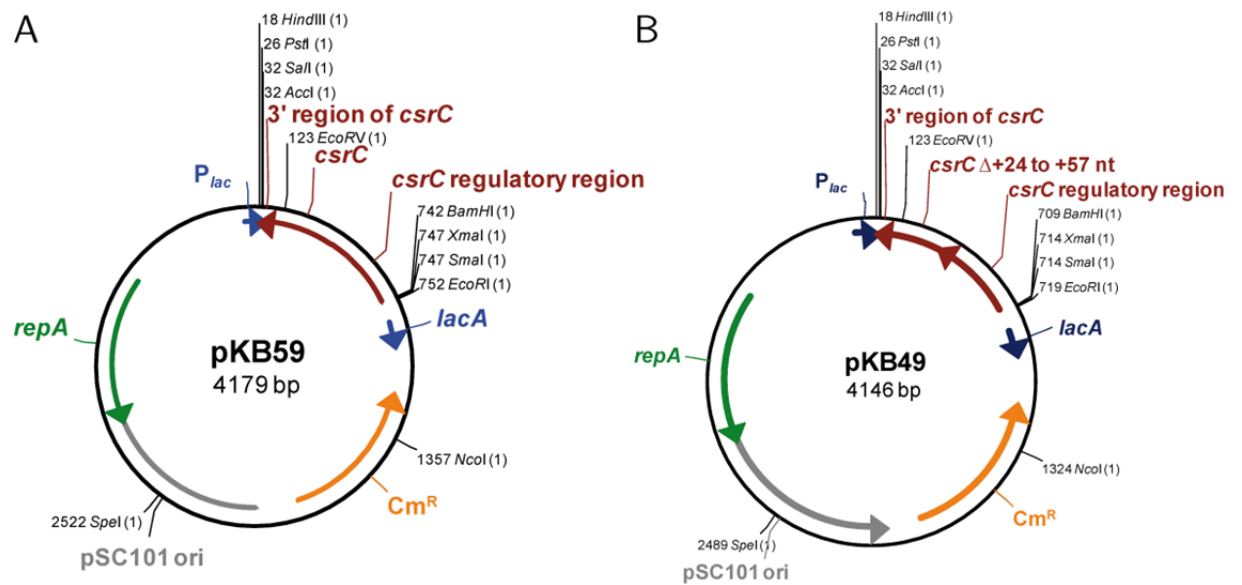 A
18 HindIII (1)
26 PstI (1)
32 SalI (1)
32 AccI (1)
3' region of csrC
123 EcoRV (1)
csrC
Plac
csrC regulatory region
742 BamHI (1)
747 XmaI (1)
747 SmaI (1)
752 EcoRI (1)
lacA
repA
pKB59
4179 bp
1357 NcoI (1)
CmR
2522 SpeI (1)
pSC101 ori
B
18 HindIII (1)
26 PstI (1)
32 SalI (1)
32 AccI (1)
3' region of csrC
123 EcoRV (1)
csrC Δ+24 to +57 nt
Plac
csrC regulatory region
709 BamHI (1)
714 XmaI (1)
714 SmaI (1)
719 EcoRI (1)
lacA
repA
pKB49
4146 bp
1324 NcoI (1)
CmR
2489 SpeI (1)
pSC101 ori